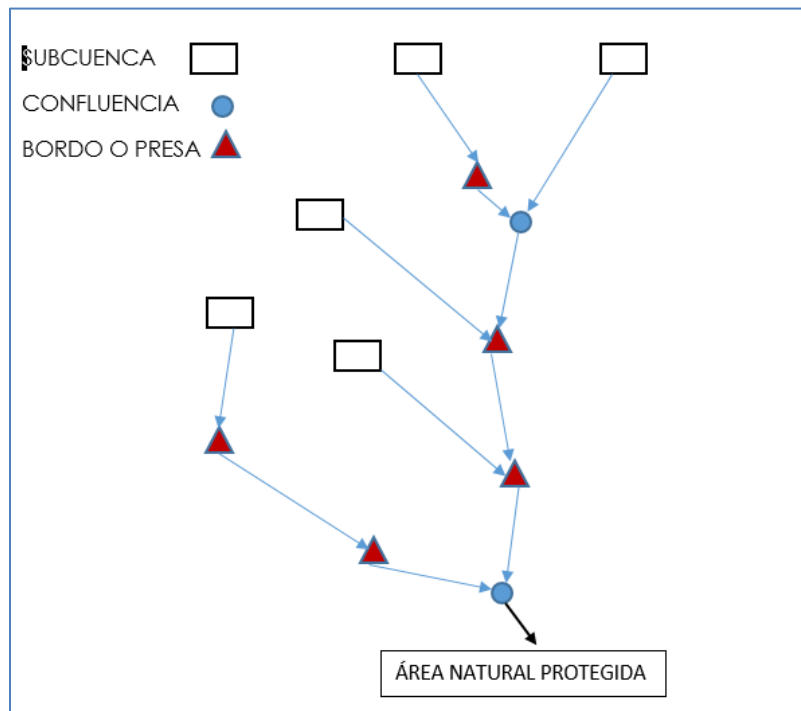 SUBCUENCA
CONFLUENCIA
BORDO O PRESA
ÁREA NATURAL PROTEGIDA